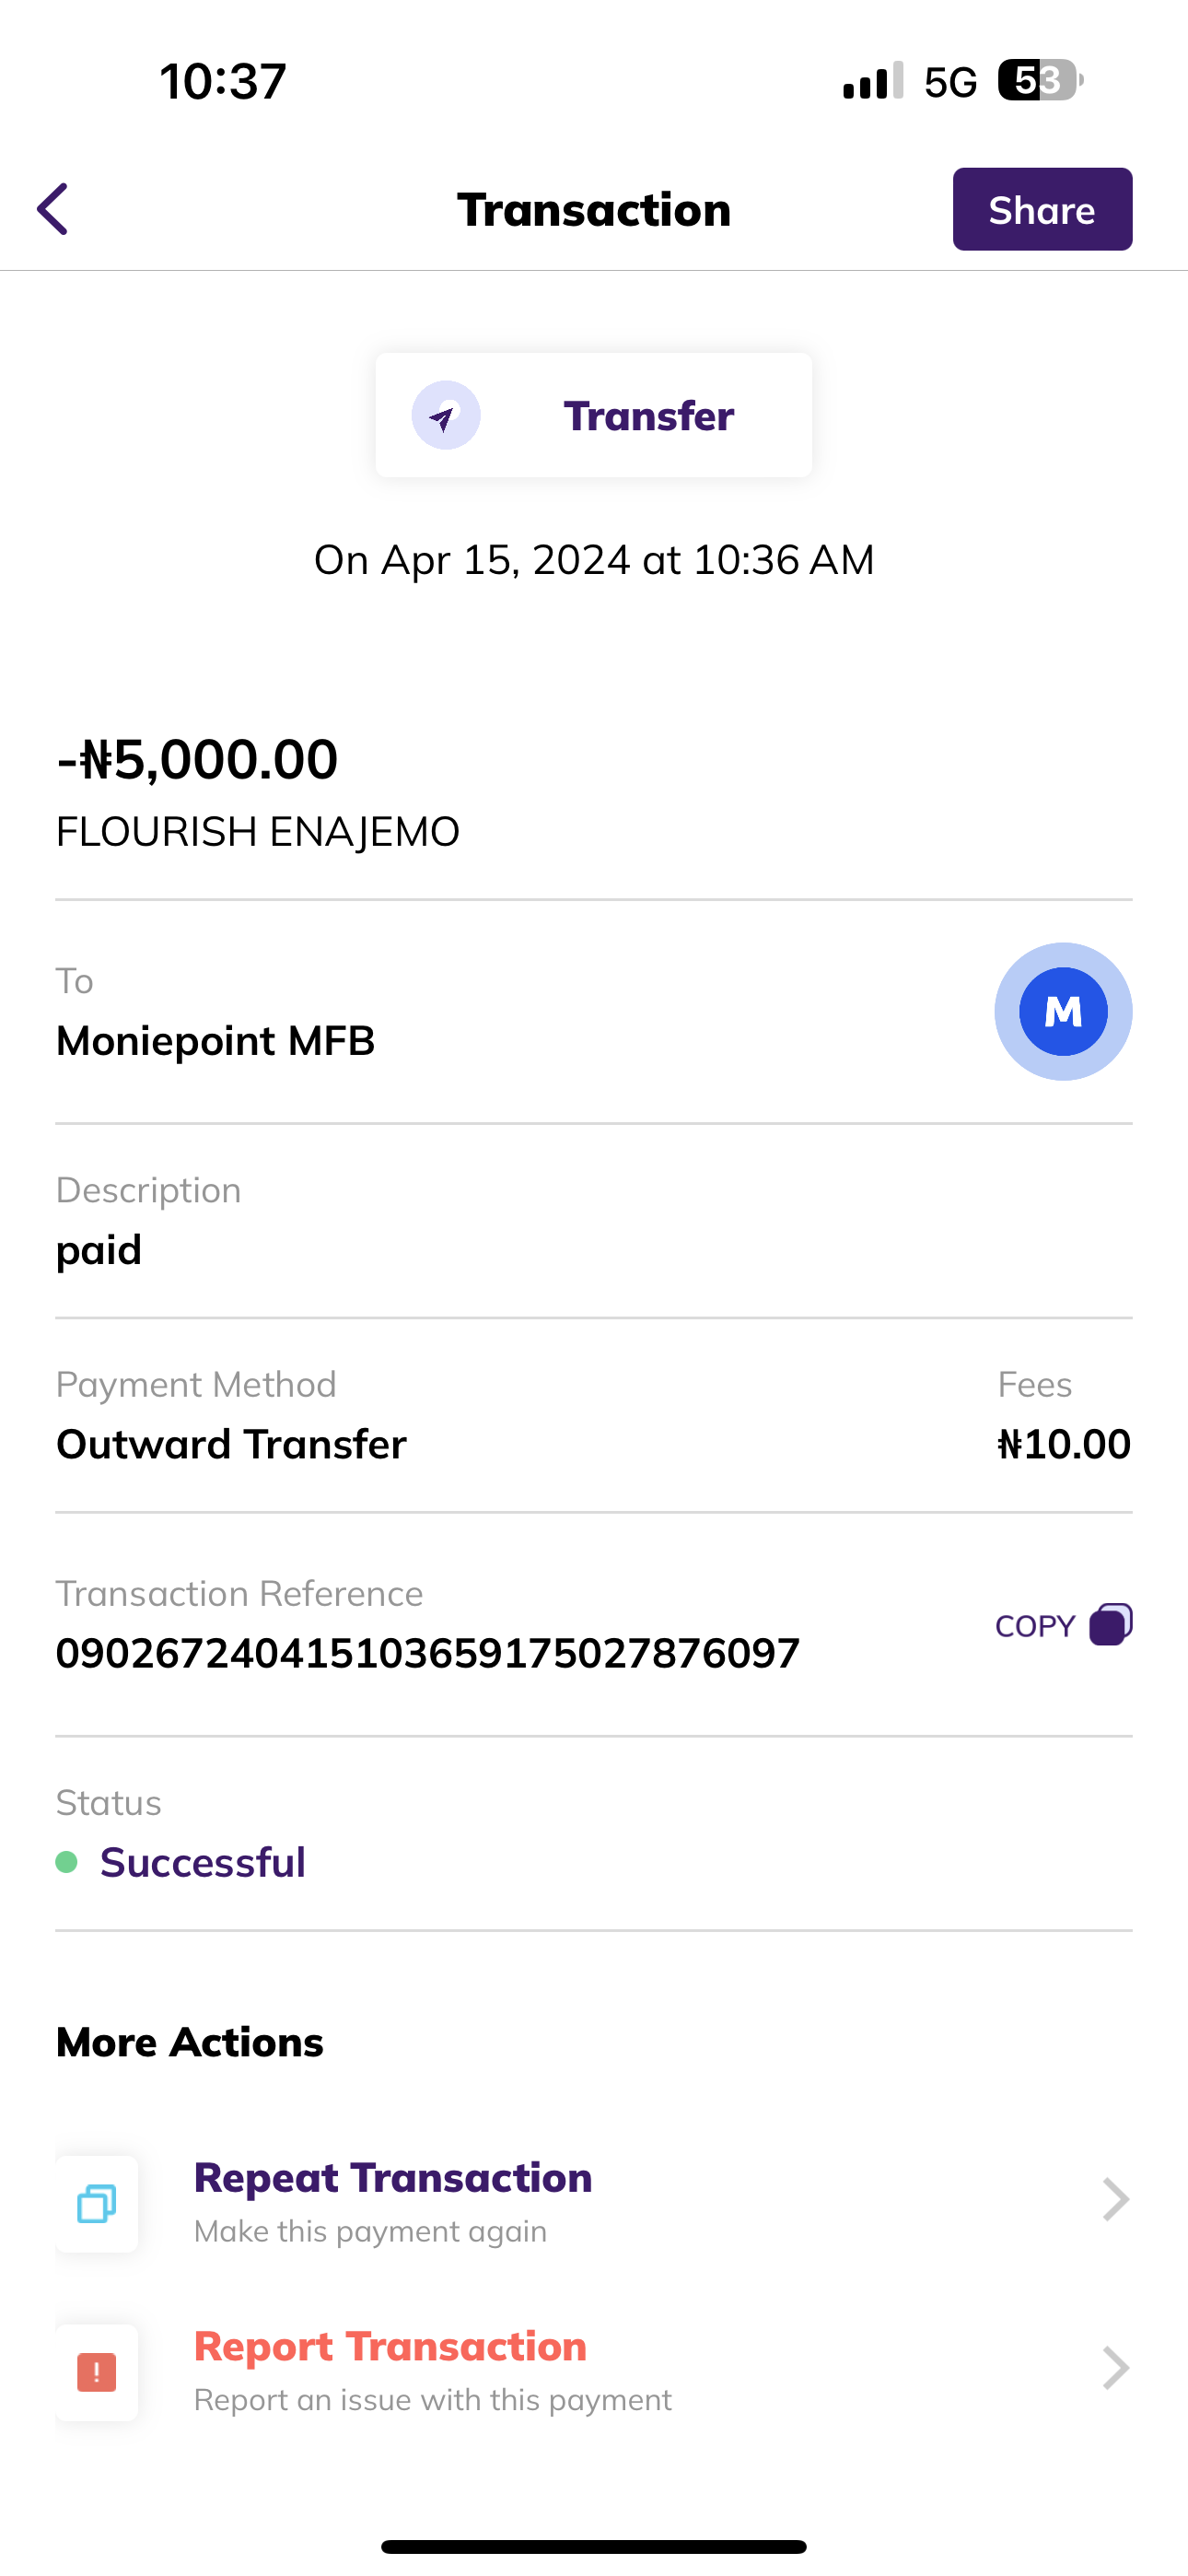 10:37
5G
53
Transaction
Share
Transfer
On Apr 15, 2024 at 10:36 AM
-₦5,000.00
FLOURISH ENAJEMO
To
Moniepoint MFB
M
Description
paid
Payment Method
Fees
Outward Transfer
₦10.00
Transaction Reference
090267240415103659175027876097
COPY
Status
Successful
More Actions
Repeat Transaction
Make this payment again
Report Transaction
Report an issue with this payment